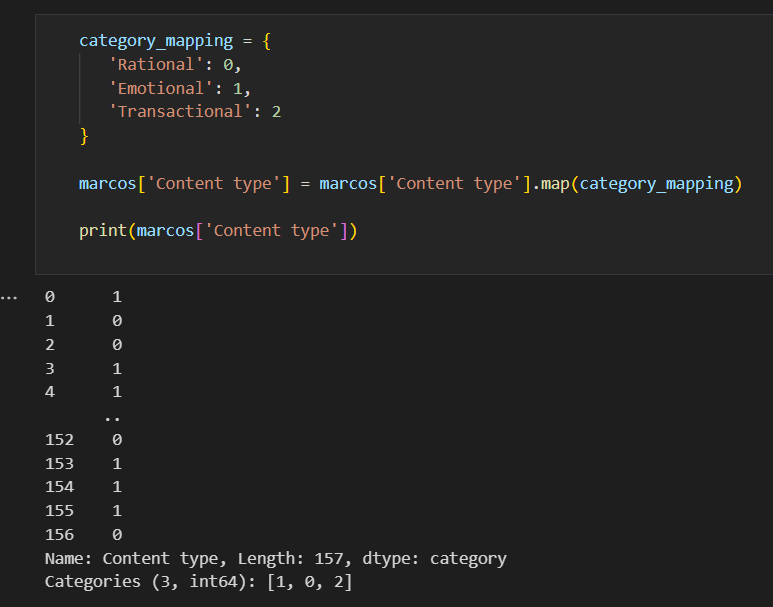 category_mapping = {
'Rational': 0,
'Emotional': 1,
'Transactional': 2
}
marcos['Content type'] = marcos['Content type'].map(category_mapping)
print(marcos['Content type'])
... 0 1
1 0
2 0
3 1
4 1
..
152 0
153 1
154 1
155 1
156 0
Name: Content type, Length: 157, dtype: category
Categories (3, int64): [1, 0, 2]